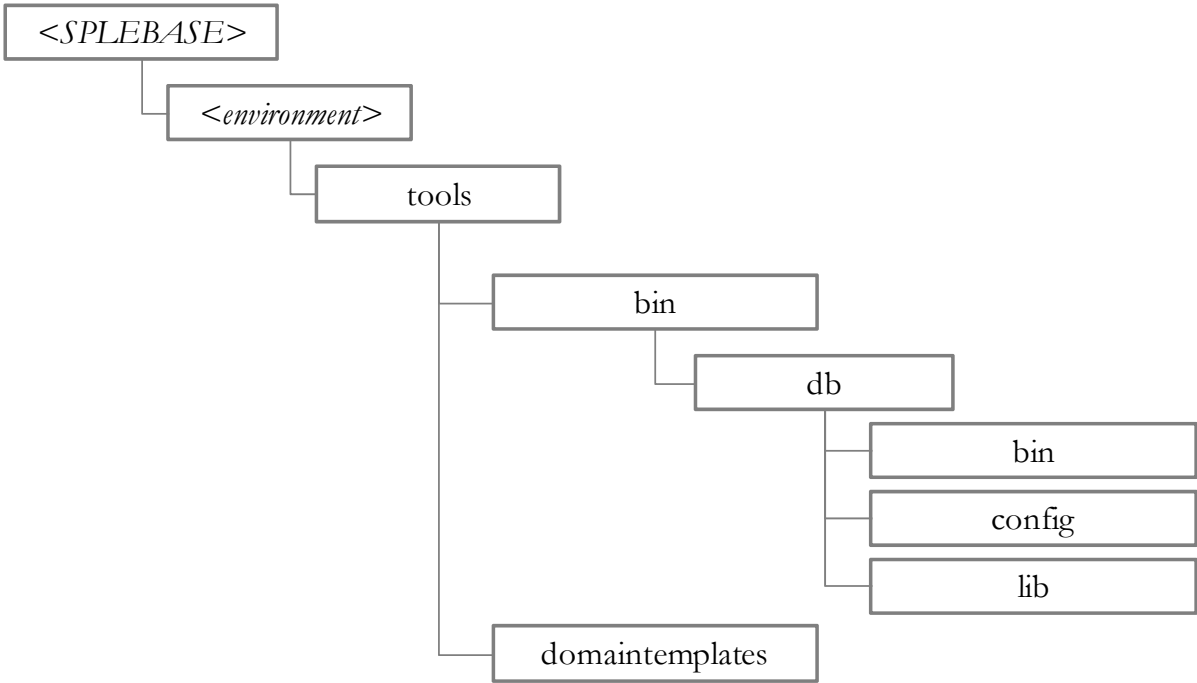 <SPLEBASE>
<environment>
tools
bin
db
bin
config
lib
domaintemplates